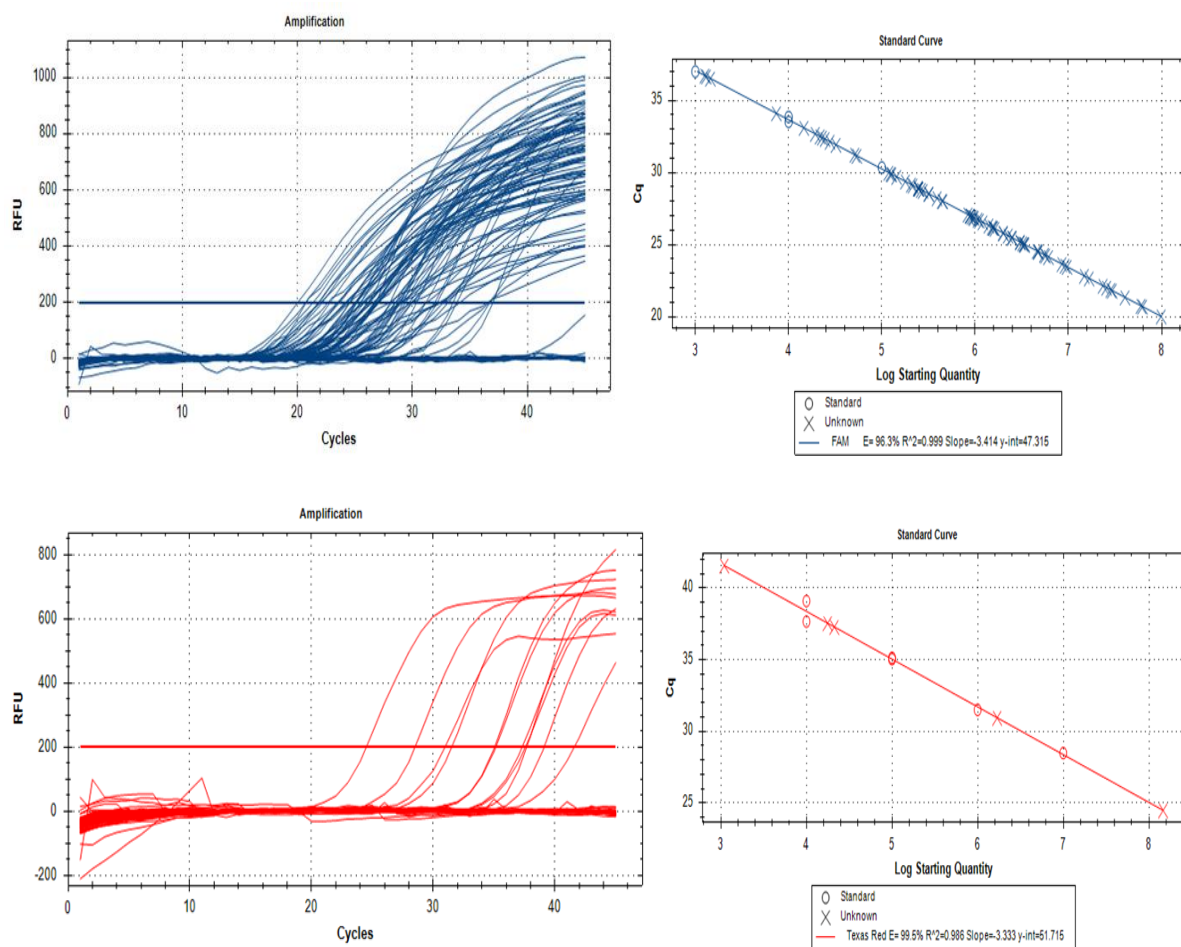 Amplification
1000
800
600
400
200
0
RFU
0
10
20
30
40
Cycles
Standard Curve
35
30
25
20
Cq
3
4
5
6
7
8
Log Starting Quantity
Standard
Unknown
FAM E= 96.3% R^2=0.999 Slope=-3.414 y-int=47.315
Amplification
800
600
400
200
0
-200
RFU
0
10
20
30
40
Cycles
Standard Curve
40
35
30
25
Cq
3
4
5
6
7
8
Log Starting Quantity
Standard
Unknown
Texas Red E= 99.5% R^2=0.986 Slope=-3.333 y-int=51.715